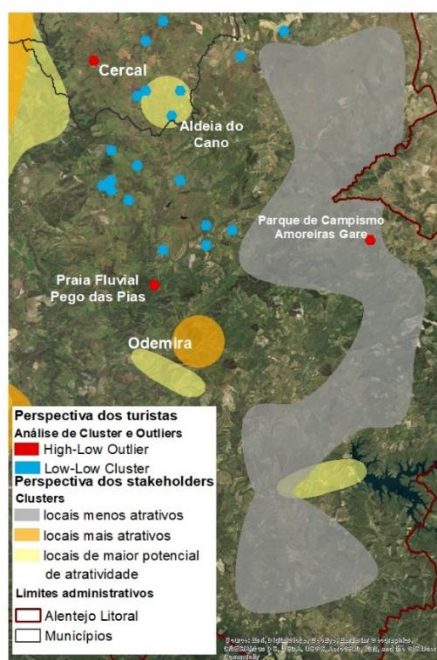 Cercal
Aldeia do
Cano
Parque de Campismo
Amoreiras Gare
Praia Fluvial
Pego das Pias
Odemira
Perspectiva dos turistas
Análise de Cluster e Outliers
High-Low Outlier
Low-Low Cluster
Perspectiva dos stakeholders
Clusters
locais menos atrativos
locais mais atrativos
locais de maior potencial
de atratividade
Limites administrativos
Alentejo Litoral
Municípios